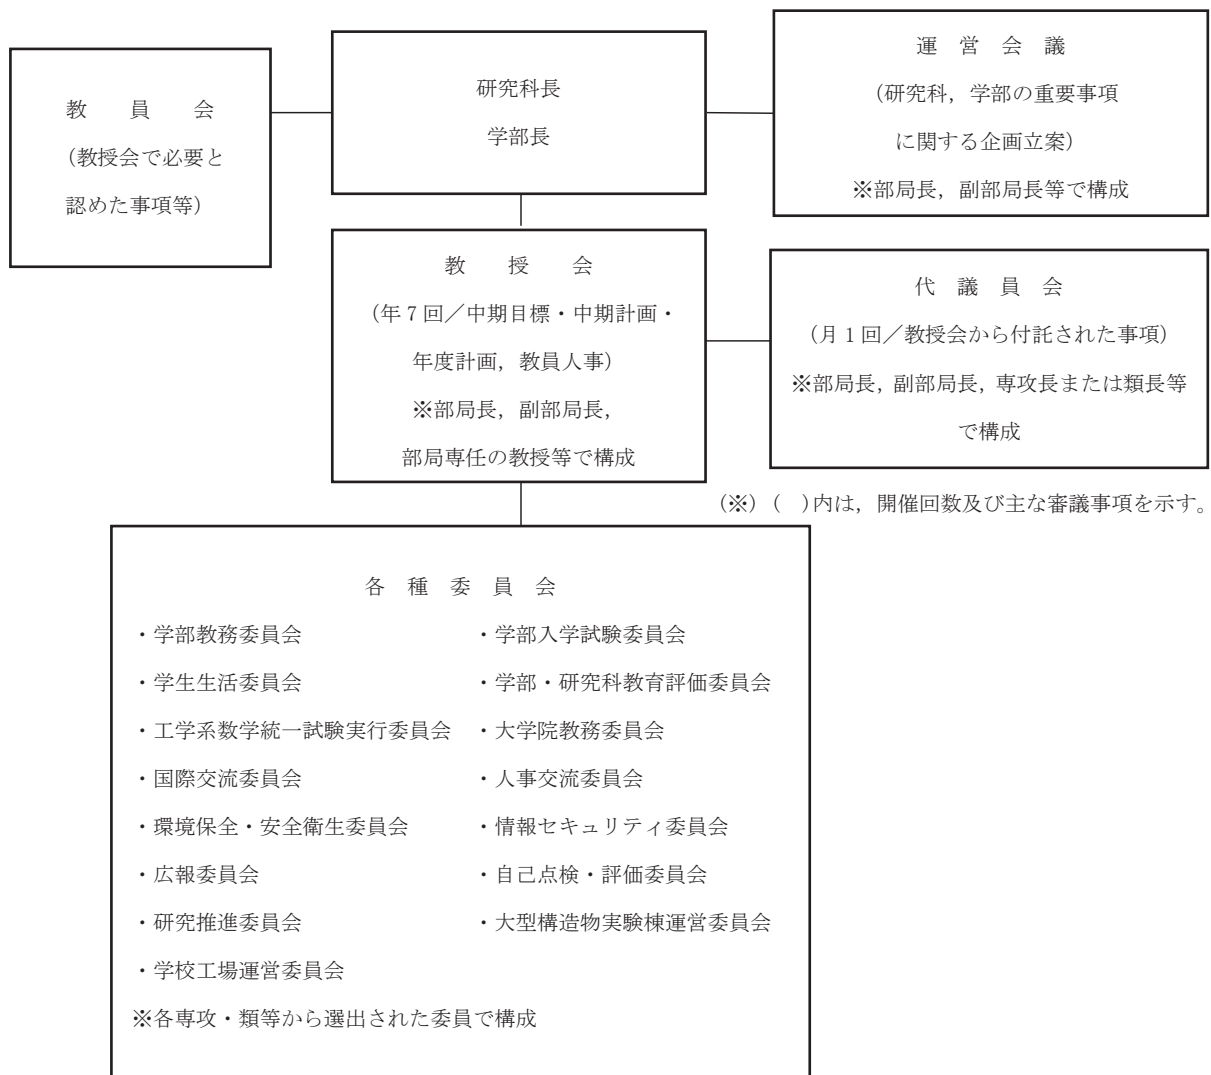 教　員　会
（教授会で必要と
認めた事項等）
研究科長
学部長
運　営　会　議
（研究科，学部の重要事項
に関する企画立案）
※部局長，副部局長等で構成
教　授　会
（年７回／中期目標・中期計画・
年度計画，教員人事）
※部局長，副部局長，
部局専任の教授等で構成
代　議　員　会
（月１回／教授会から付託された事項）
※部局長，副部局長，専攻長または類長等
で構成
（※）（　）内は，開催回数及び主な審議事項を示す。
各　種　委　員　会
・学部教務委員会　・学部入学試験委員会
・学生生活委員会　・学部・研究科教育評価委員会
・工学系数学統一試験実行委員会　・大学院教務委員会
・国際交流委員会　・人事交流委員会
・環境保全・安全衛生委員会　・情報セキュリティ委員会
・広報委員会　・自己点検・評価委員会
・研究推進委員会　・大型構造物実験棟運営委員会
・学校工場運営委員会
※各専攻・類等から選出された委員で構成